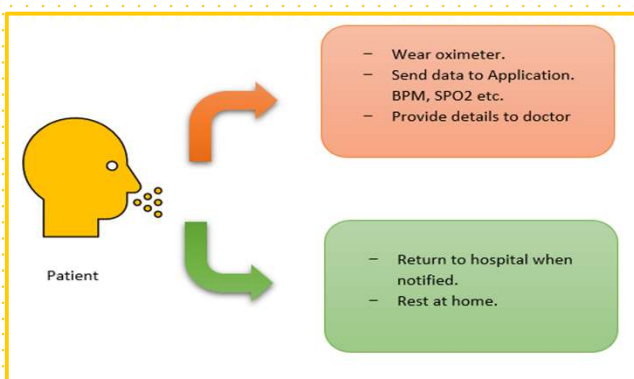 - Wear oximeter.
- Send data to Application.
BPM, SPO2 etc.
- Provide details to doctor
Patient
- Return to hospital when
notified.
- Rest at home.